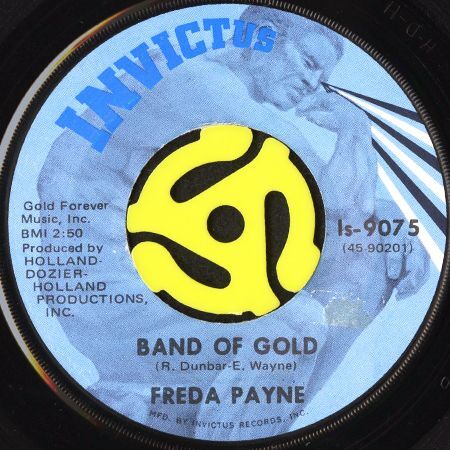 INVICTUS
Gold Forever
Music, Inc.
BMI 2:50
Produced by
HOLLAND-
DOZIER-
HOLLAND
PRODUCTIONS,
INC.
Is-9075
(45-90201)
BAND OF GOLD
(R. Dunbar-E. Wayne)
FREDA PAYNE
MFD. BY INVICTUS RECORDS, INC.